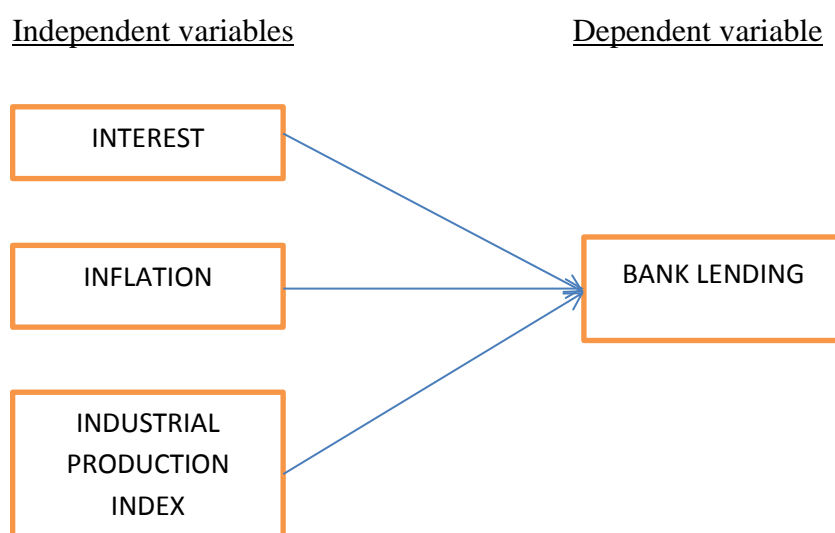 Independent variables
Dependent variable
INTEREST
INFLATION
BANK LENDING
INDUSTRIAL
PRODUCTION
INDEX